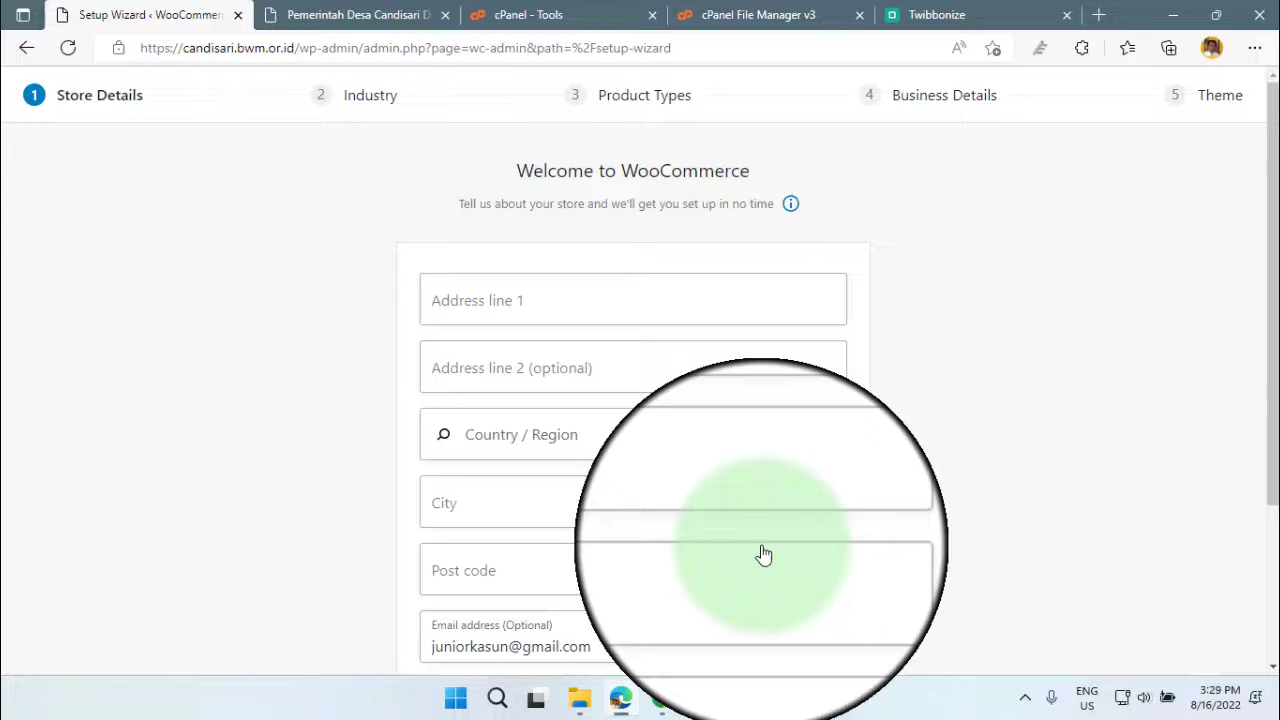 Setup Wizard ‹ WooCommerc
Pemerintah Desa Candisari D
cPanel - Tools
cPanel File Manager v3
Twibbonize
https://candisari.bwm.or.id/wp-admin/admin.php?page=wc-admin&path=%2Fsetup-wizard
1 Store Details
2 Industry
3 Product Types
4 Business Details
5 Theme
Welcome to WooCommerce
Tell us about your store and we'll get you set up in no time
Address line 1
Address line 2 (optional)
Country / Region
City
Post code
Email address (Optional)
juniorkasun@gmail.com
ENG
US
3:29 PM
8/16/2022